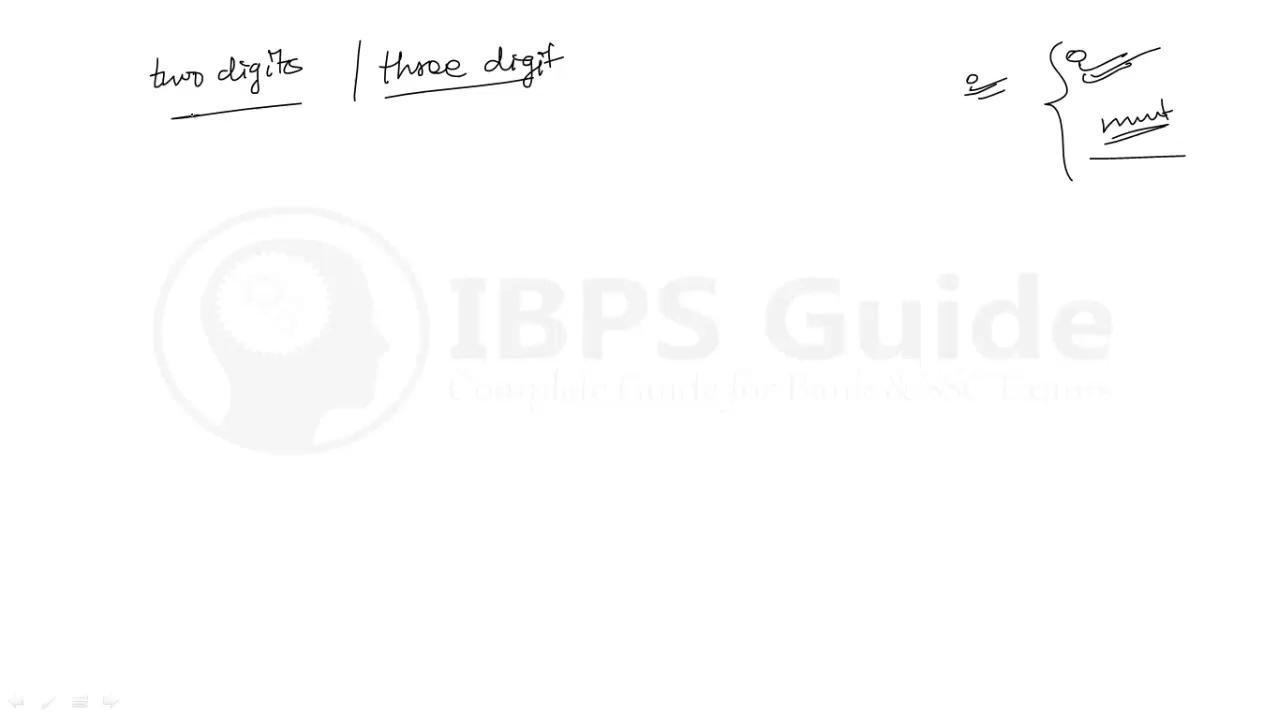 two digits | three digit
mut
IBPS Guide
Complete Guide for Bank & SSC Exams